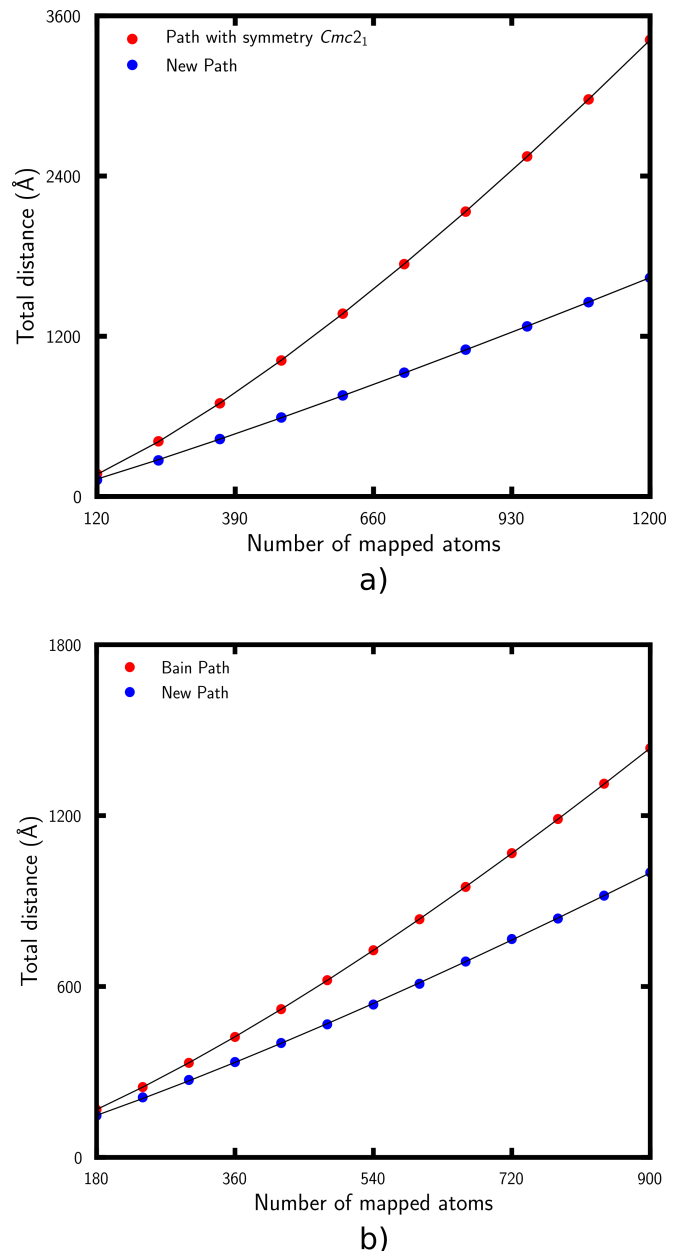 3600
Path with symmetry Cmc2₁
New Path
2400
Total distance (Å)
1200
0
120 390 660 930 1200
Number of mapped atoms
a)
1800
Bain Path
New Path
1200
Total distance (Å)
600
0
180 360 540 720 900
Number of mapped atoms
b)